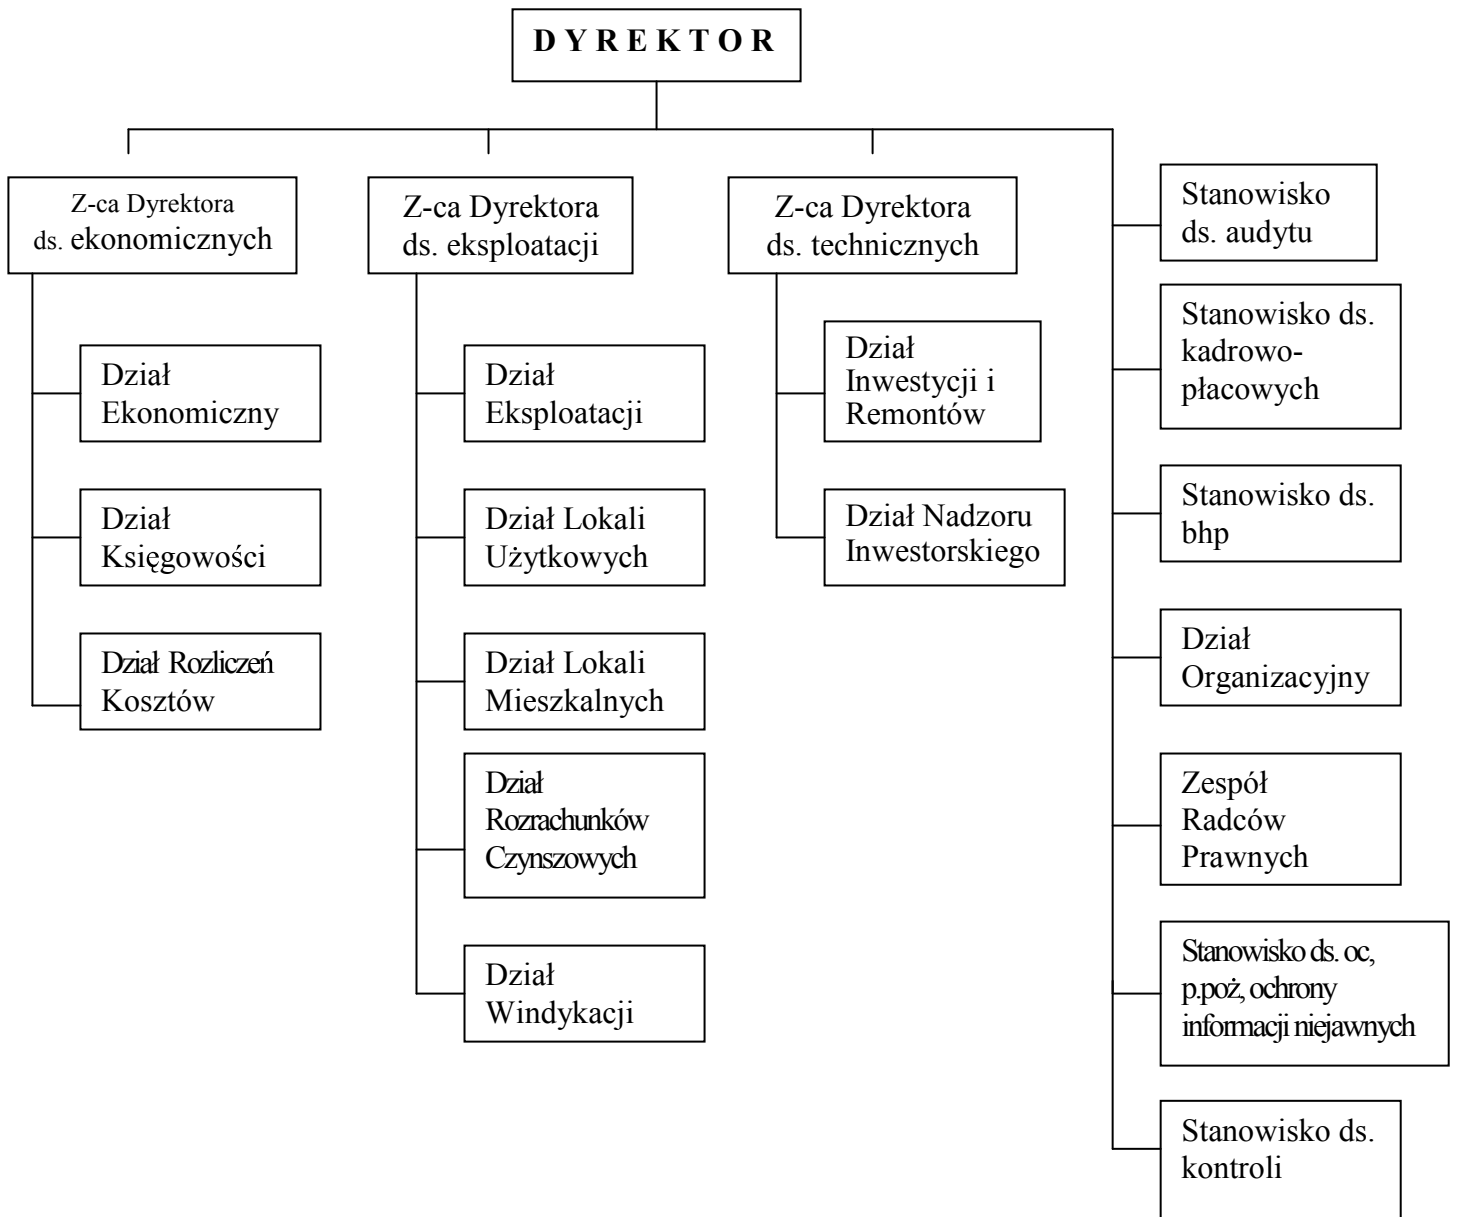 D Y R E K T O R
Z-ca Dyrektora
ds. ekonomicznych
Dział
Ekonomiczny
Dział
Księgowości
Dział Rozliczeń
Kosztów
Z-ca Dyrektora
ds. eksploatacji
Dział
Eksploatacji
Dział Lokali
Użytkowych
Dział Lokali
Mieszkalnych
Dział
Rozrachunków
Czynszowych
Dział
Windykacji
Z-ca Dyrektora
ds. technicznych
Dział
Inwestycji i
Remontów
Dział Nadzoru
Inwestorskiego
Stanowisko
ds. audytu
Stanowisko ds.
kadrowo-
płacowych
Stanowisko ds.
bhp
Dział
Organizacyjny
Zespół
Radców
Prawnych
Stanowisko ds. oc,
p.poż, ochrony
informacji niejawnych
Stanowisko ds.
kontroli